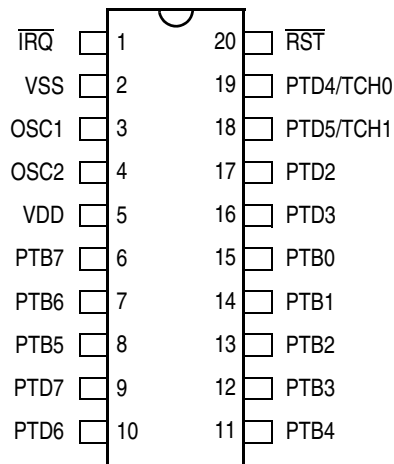 I̅R̅Q̅ 1 20 R̅S̅T̅
VSS 2 19 PTD4/TCH0
OSC1 3 18 PTD5/TCH1
OSC2 4 17 PTD2
VDD 5 16 PTD3
PTB7 6 15 PTB0
PTB6 7 14 PTB1
PTB5 8 13 PTB2
PTD7 9 12 PTB3
PTD6 10 11 PTB4